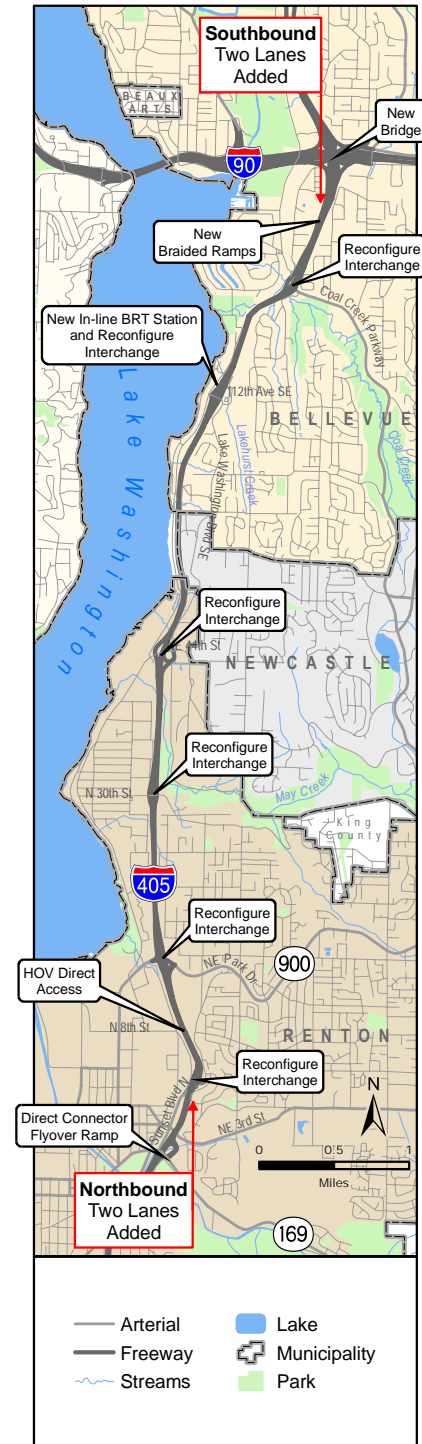 Southbound
Two Lanes
Added
BEAUX
ARTS
New
Bridge
90
New
Braided Ramps
Reconfigure
Interchange
Coal Creek Parkway
New In-line BRT Station
and Reconfigure
Interchange
112th Ave SE
Lake Washington
BELLEVUE
Coal Creek
Lakehurst Creek
Lake Washington Blvd SE
Reconfigure
Interchange
NE 44th St
NEWCASTLE
Reconfigure
Interchange
N 30th St
May Creek
King
County
405
Reconfigure
Interchange
NE Park Dr
900
HOV Direct
Access
N 8th St
RENTON
Reconfigure
Interchange
N
Direct Connector
Flyover Ramp
Sunset Blvd N
NE 3rd St
0 0.5 1
Miles
Northbound
Two Lanes
Added
169
Arterial
Freeway
Streams
Lake
Municipality
Park